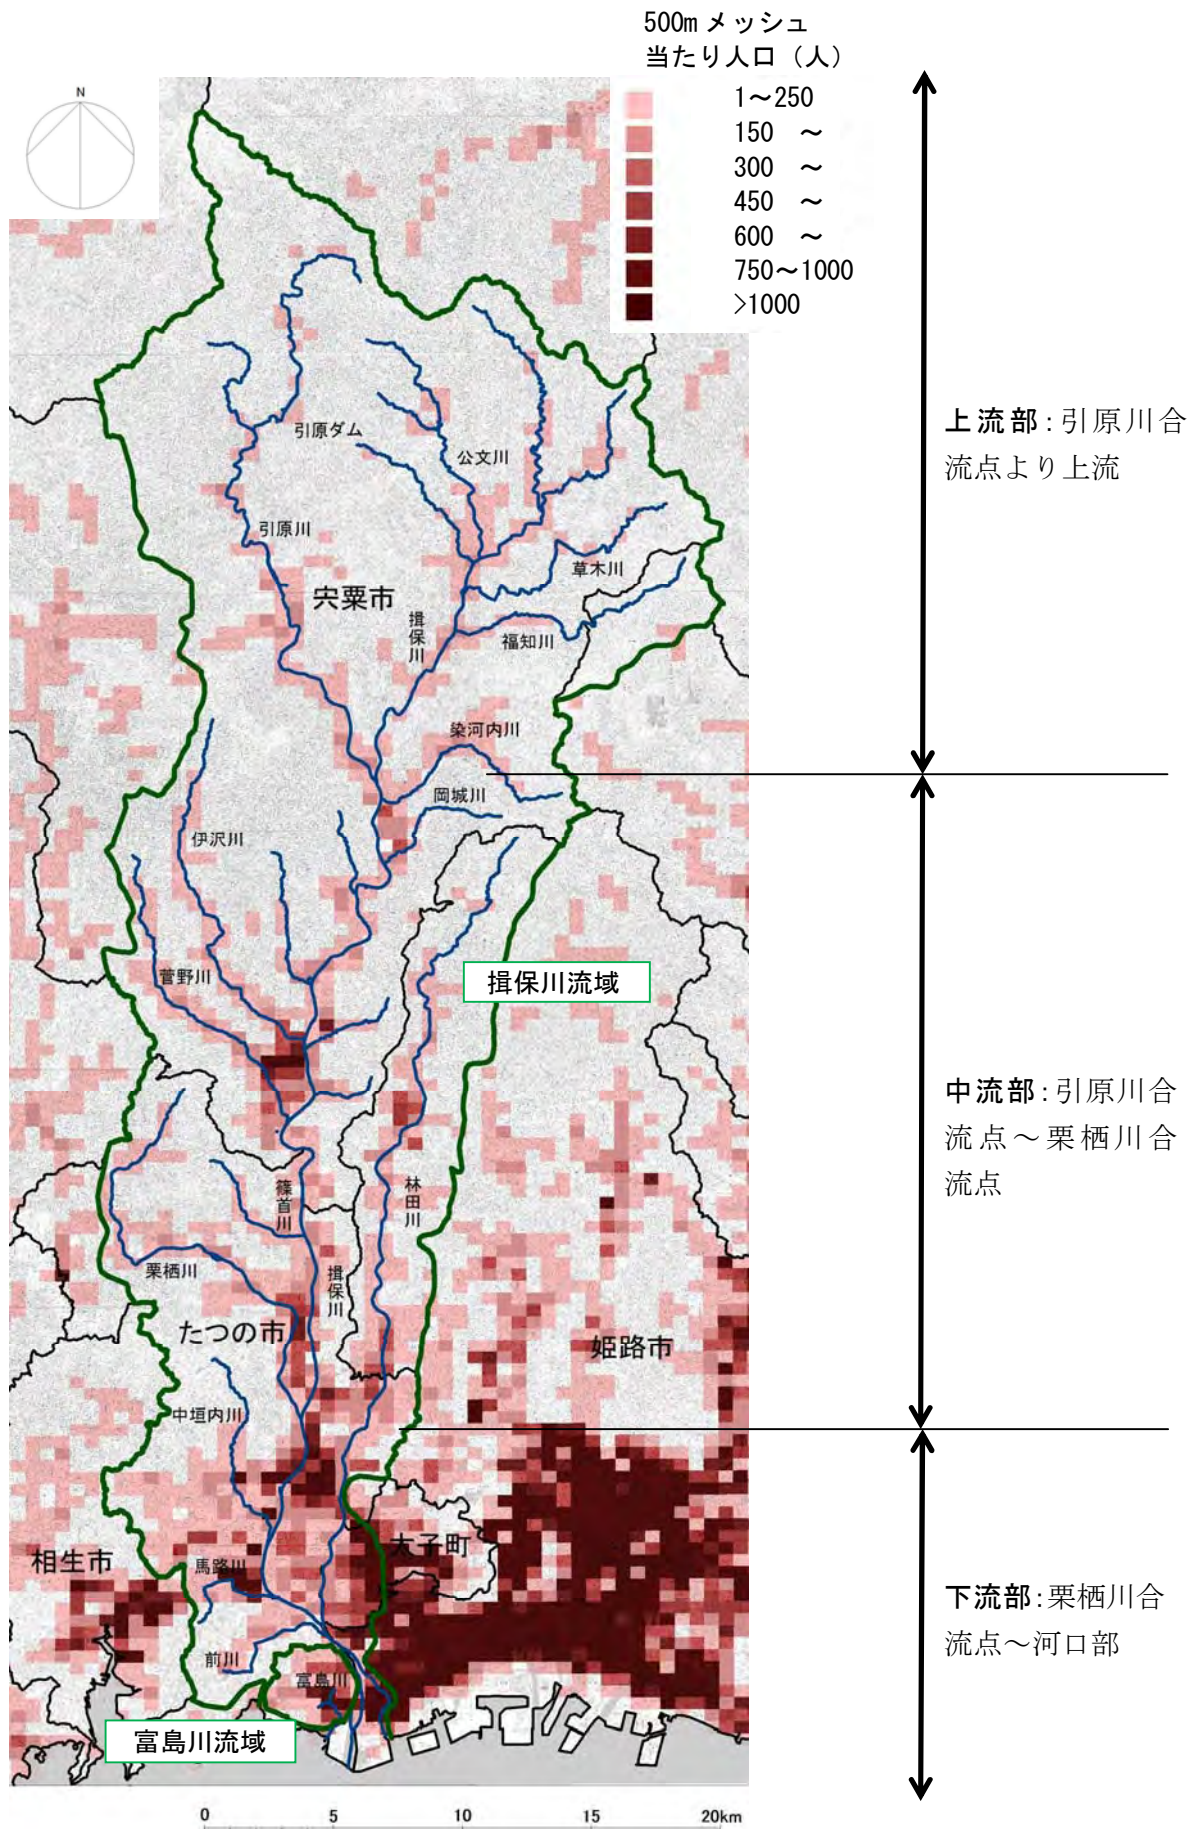 500m メッシュ
当たり人口（人）
1～250
150 ～
300 ～
450 ～
600 ～
750～1000
>1000
N
上流部:引原川合
流点より上流
引原ダム
公文川
引原川
宍粟市
草木川
揖保川
福知川
染河内川
岡城川
伊沢川
菅野川
揖保川流域
中流部:引原川合
流点～栗栖川合
流点
篠首川
林田川
栗栖川
揖保川
たつの市
姫路市
中垣内川
太子町
相生市
馬路川
下流部:栗栖川合
流点～河口部
前川
富島川
富島川流域
0 5 10 15 20km